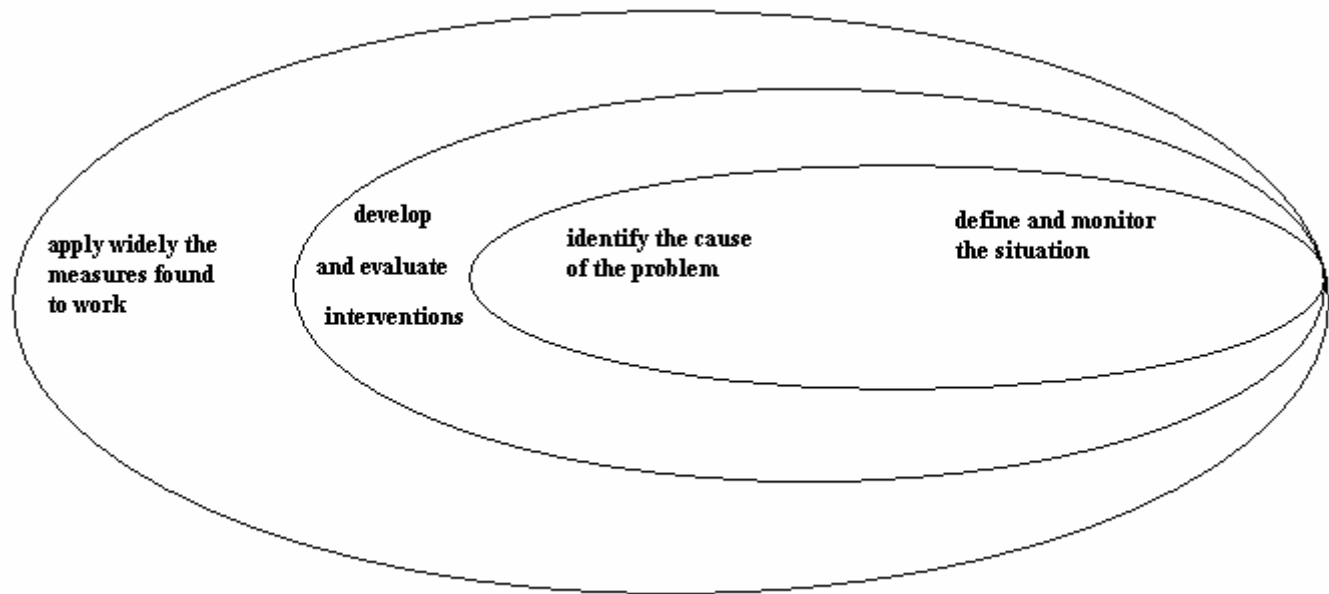 apply widely the
measures found
to work
develop
and evaluate
interventions
identify the cause
of the problem
define and monitor
the situation